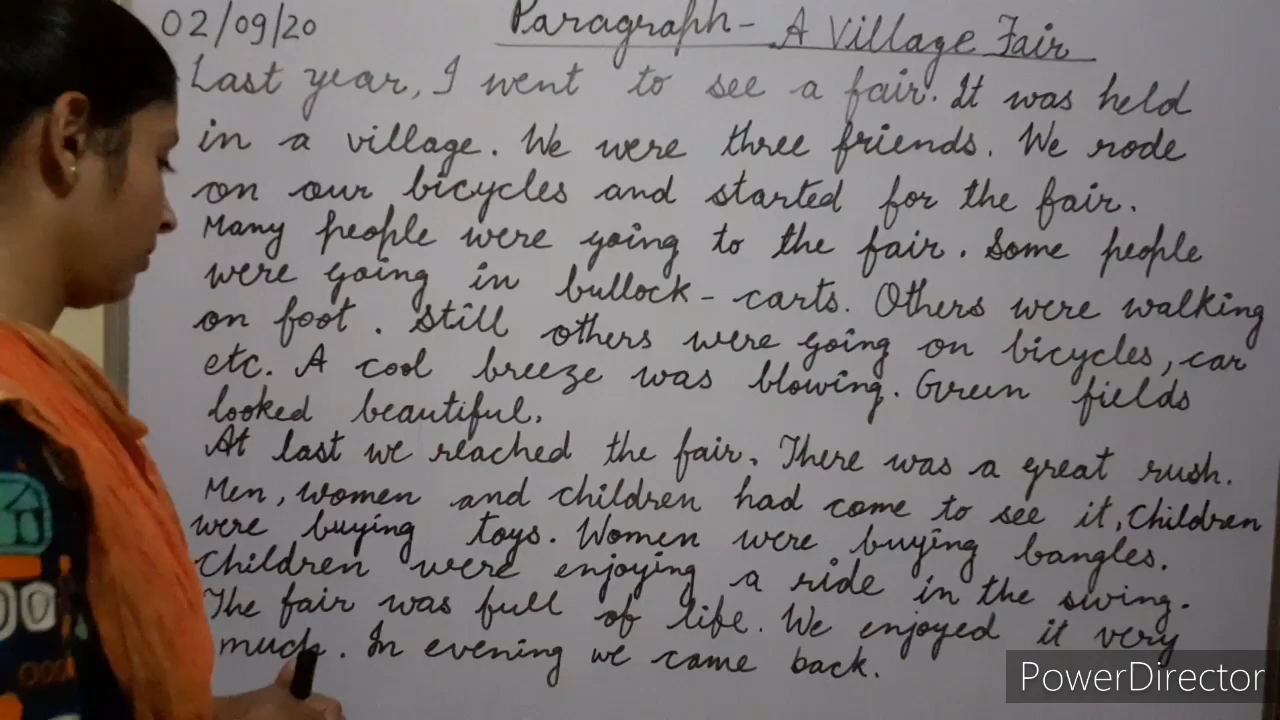 02/09/20 Paragraph - A Village Fair
Last year, I went to see a fair. It was held
in a village. We were three friends. We rode
on our bicycles and started for the fair.
Many people were going to the fair. Some people
were going in bullock-carts. Others were walking
on foot. Still others were going on bicycles, car
etc. A cool breeze was blowing. Green fields
looked beautiful.
At last we reached the fair. There was a great rush.
Men, women and children had come to see it. Children
were buying toys. Women were buying bangles.
Children were enjoying a ride in the swing.
The fair was full of life. We enjoyed it very
much. In evening we came back.
PowerDirector